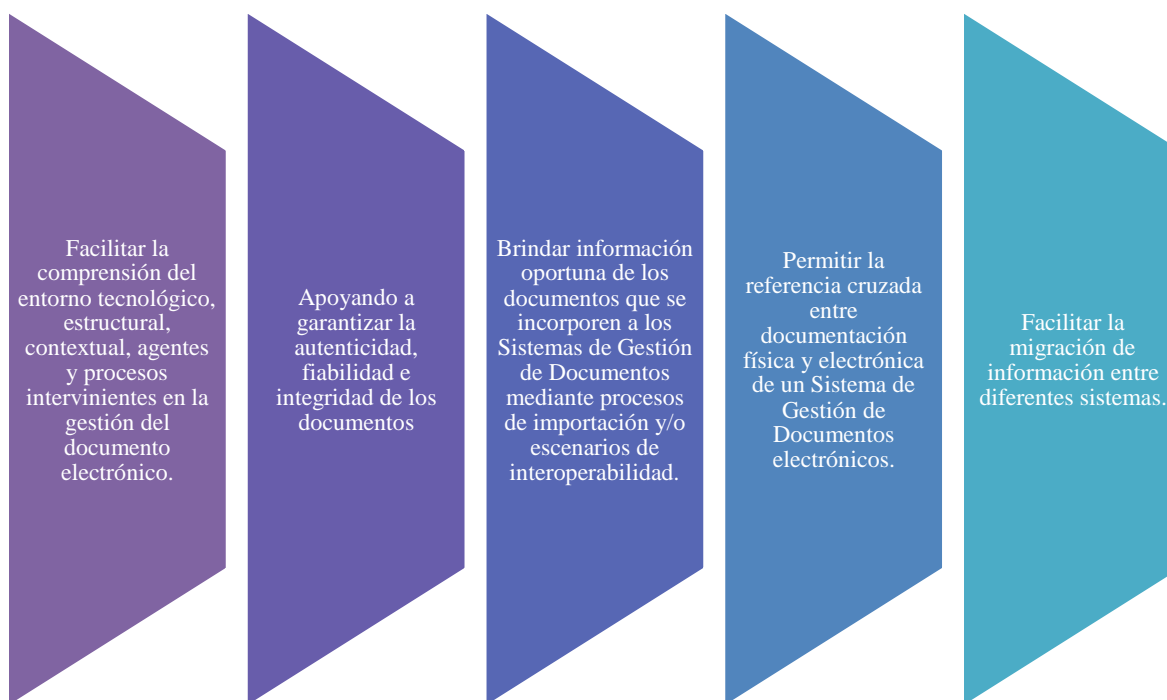 Facilitar la
comprensión del
entorno tecnológico,
estructural,
contextual, agentes
y procesos
intervinientes en la
gestión del
documento
electrónico.
Apoyando a
garantizar la
autenticidad,
fiabilidad e
integridad de los
documentos
Brindar información
oportuna de los
documentos que se
incorporen a los
Sistemas de Gestión
de Documentos
mediante procesos
de importación y/o
escenarios de
interoperabilidad.
Permitir la
referencia cruzada
entre
documentación
física y electrónica
de un Sistema de
Gestión de
Documentos
electrónicos.
Facilitar la
migración de
información entre
diferentes sistemas.